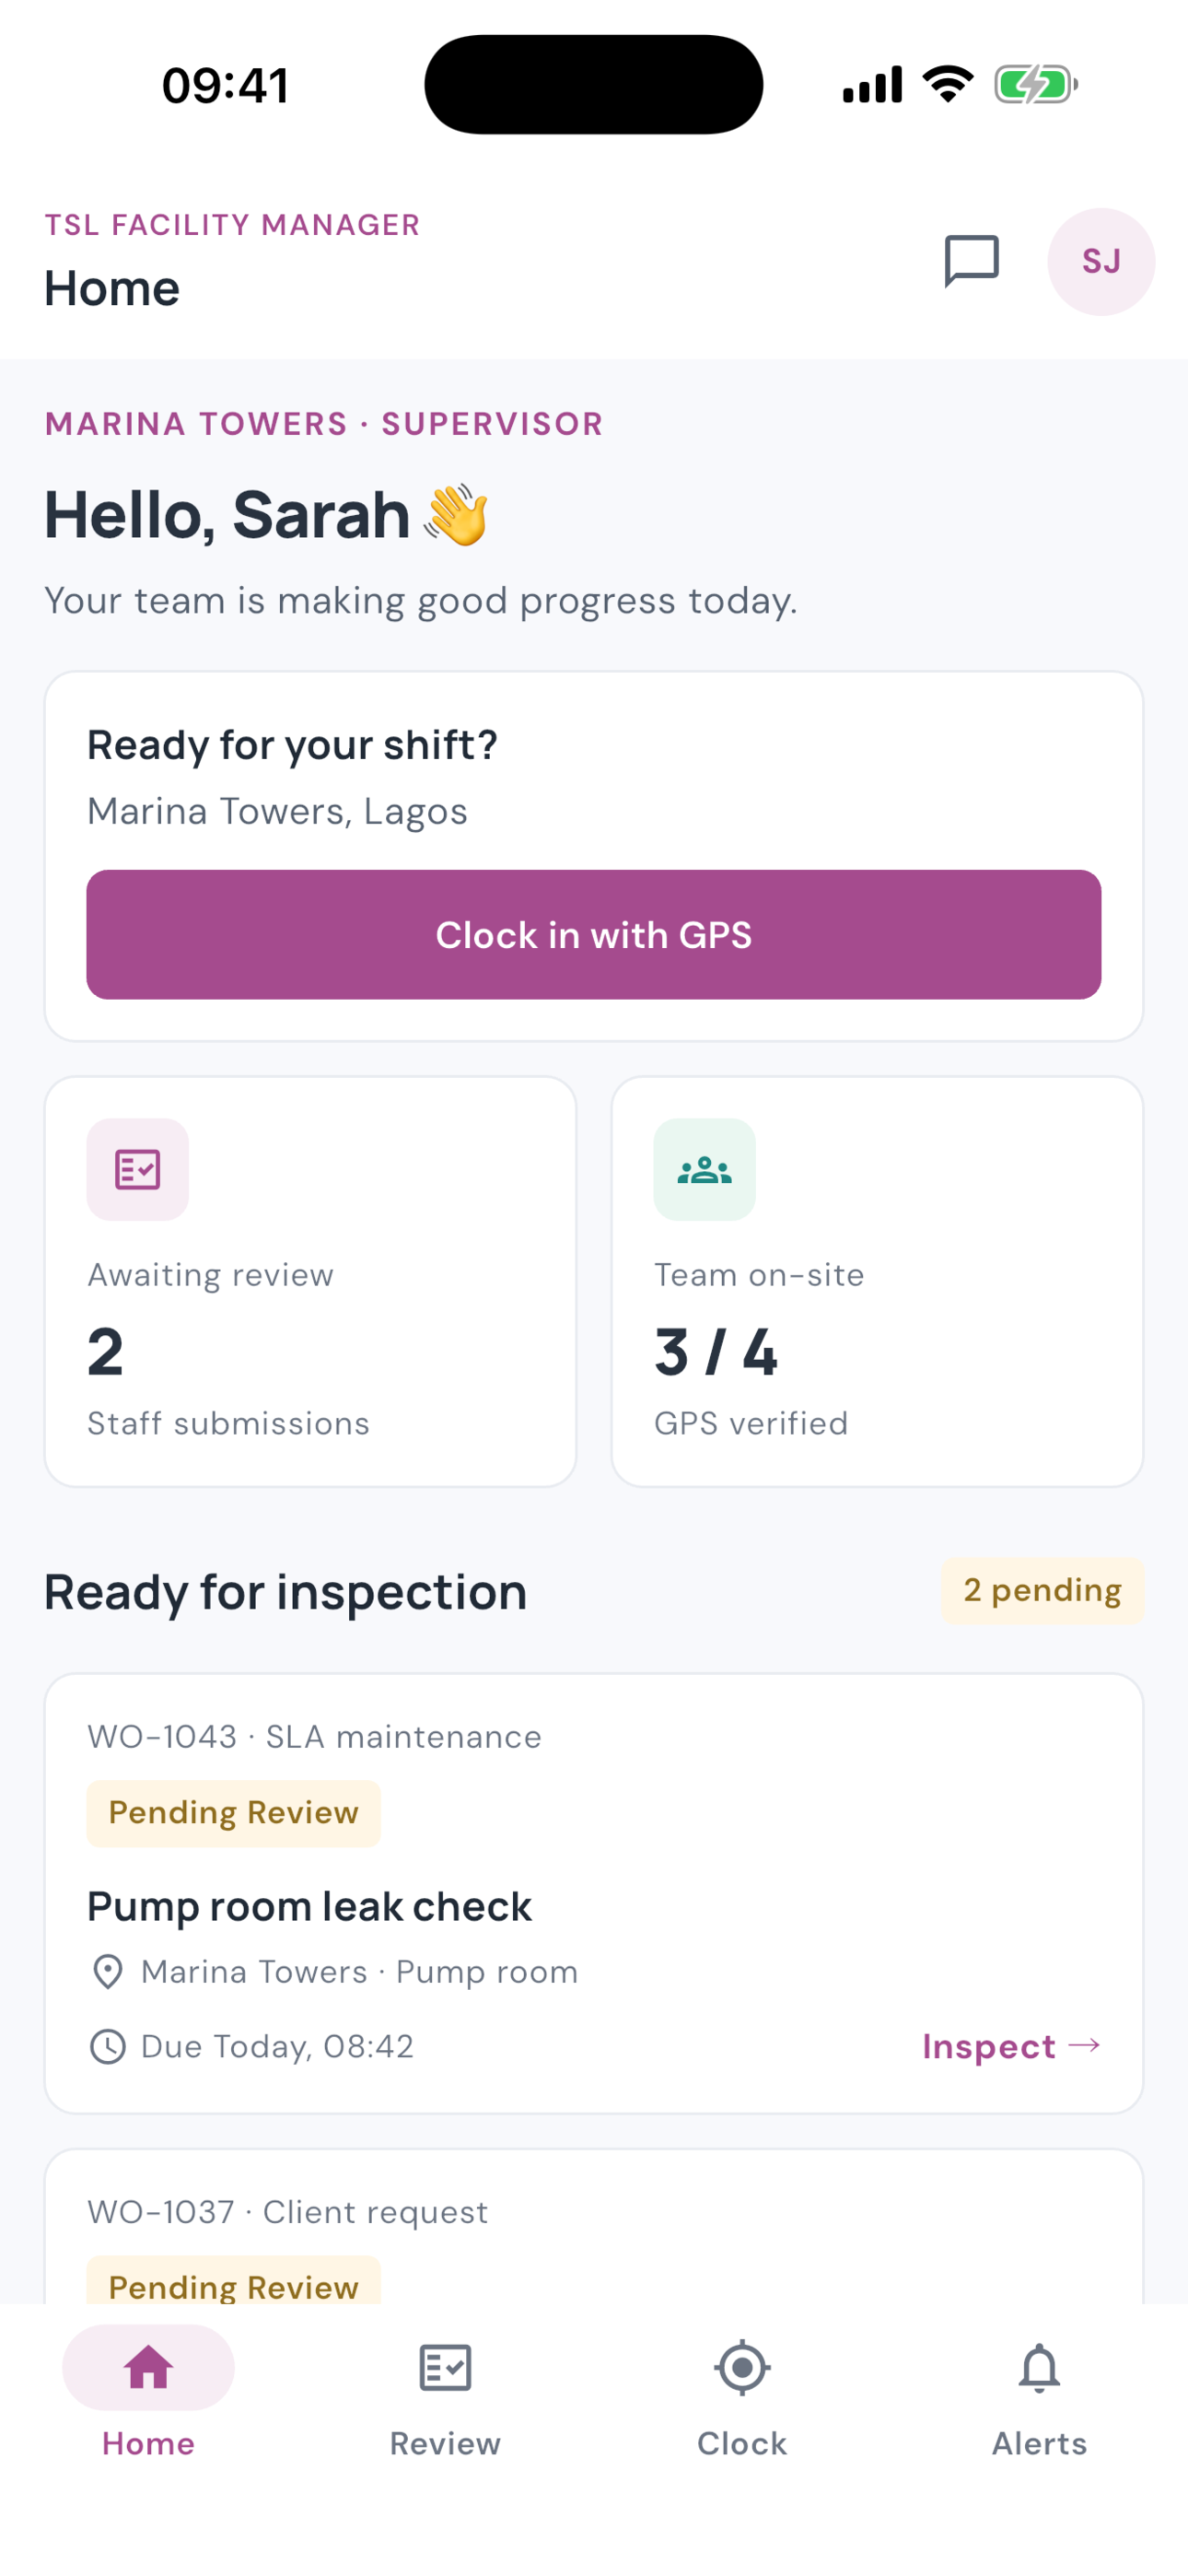 09:41
TSL FACILITY MANAGER
Home
SJ
MARINA TOWERS · SUPERVISOR
Hello, Sarah 👋
Your team is making good progress today.
Ready for your shift?
Marina Towers, Lagos
Clock in with GPS
Awaiting review
2
Staff submissions
Team on-site
3 / 4
GPS verified
Ready for inspection
2 pending
WO-1043 · SLA maintenance
Pending Review
Pump room leak check
Marina Towers · Pump room
Due Today, 08:42
Inspect →
WO-1037 · Client request
Pending Review
Home
Review
Clock
Alerts